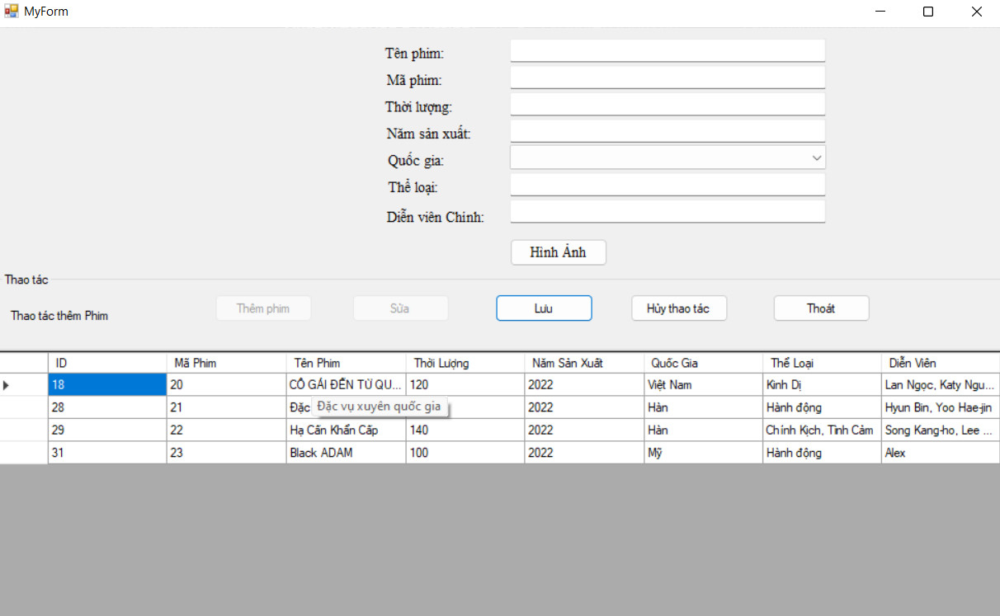 MyForm
Tên phim:
Mã phim:
Thời lượng:
Năm sản xuất:
Quốc gia:
Thể loại:
Diễn viên Chinh:
Hình Ảnh
Thao tác
Thao tác thêm Phim Thêm phim Sửa Lưu Hủy thao tác Thoát
ID Mã Phim Tên Phim Thời Lượng Năm Sản Xuất Quốc Gia Thể Loại Diễn Viên
18 20 CÔ GÁI ĐẾN TỪ QU... 120 2022 Việt Nam Kinh Dị Lan Ngọc, Katy Ngu...
28 21 Đặc Đặc vụ xuyên quốc gia 2022 Hàn Hành động Hyun Bin, Yoo Hae-jin
29 22 Hạ Cấn Khẩn Cấp 140 2022 Hàn Chính Kịch, Tình Cảm Song Kang-ho, Lee ...
31 23 Black ADAM 100 2022 Mỹ Hành động Alex